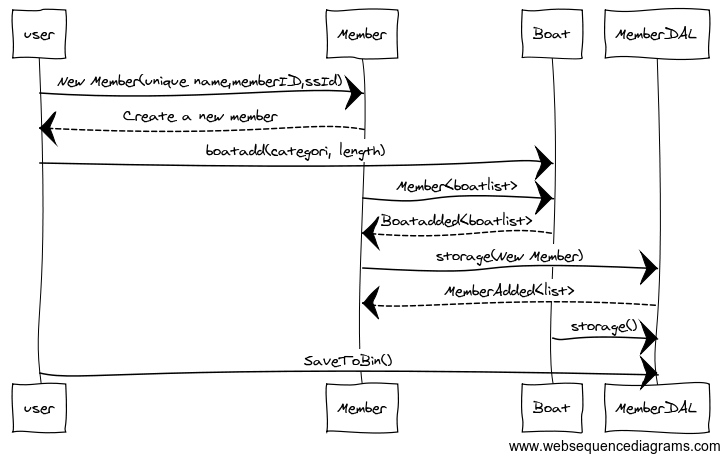 user Member Boat MemberDAL
New Member(unique name,memberID,ssId)
Create a new member
boatadd(categori, length)
Member<boatlist>
Boatadded<boatlist>
storage(New Member)
MemberAdded<list>
storage()
SaveToBin()
user Member Boat MemberDAL
www.websequencediagrams.com